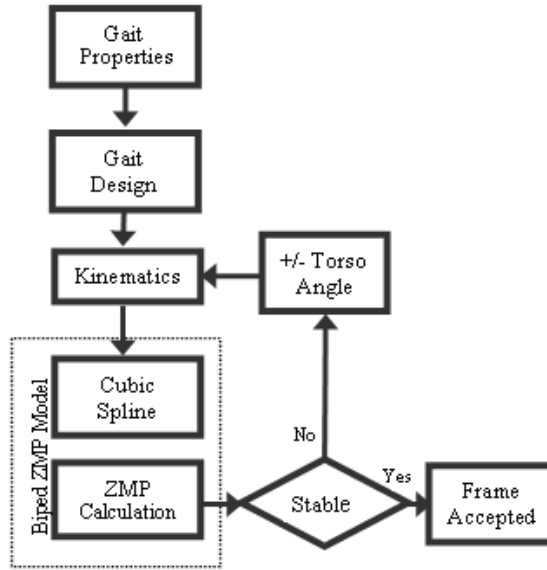 Gait
Properties
Gait
Design
Kinematics
+/- Torso
Angle
Biped ZMP Model
Cubic
Spline
ZMP
Calculation
No
Stable
Yes
Frame
Accepted